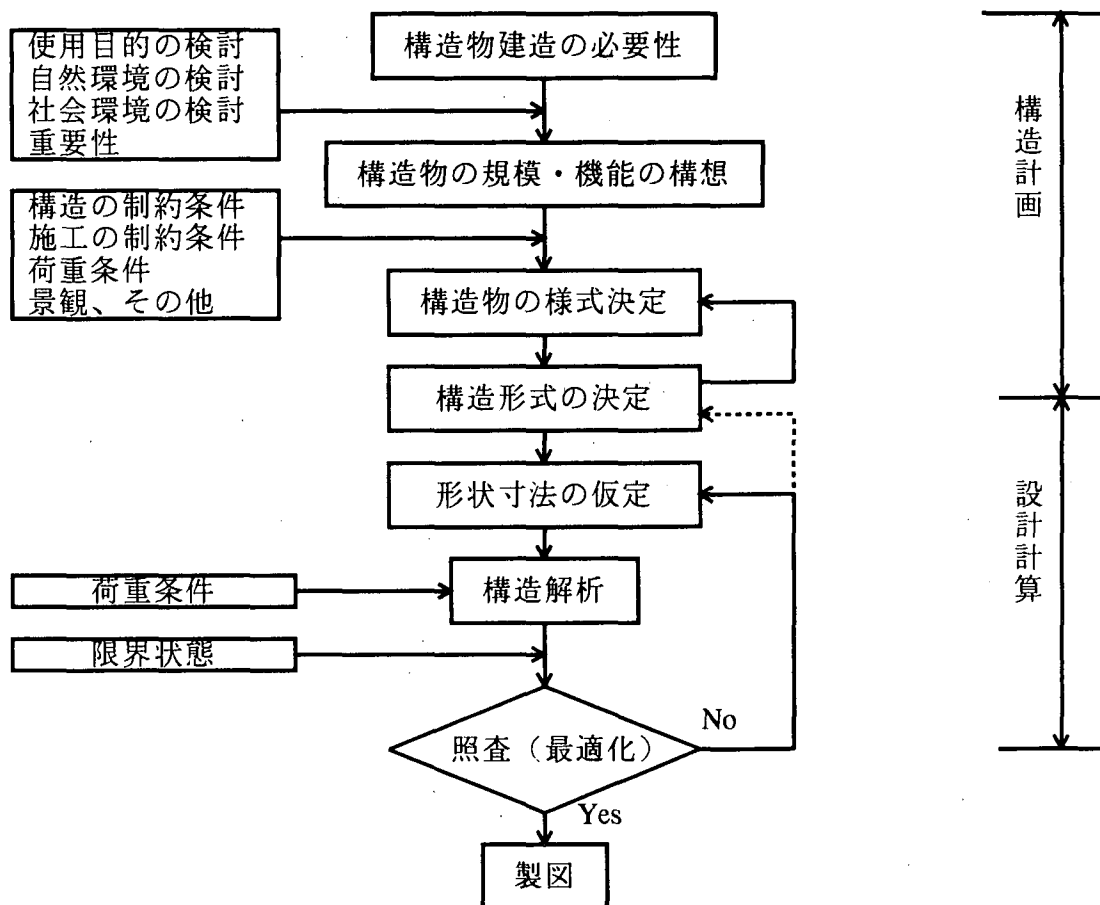 構造物建造の必要性
使用目的の検討
自然環境の検討
社会環境の検討
重要性
構造物の規模・機能の構想
構造の制約条件
施工の制約条件
荷重条件
景観、その他
構造物の様式決定
構造形式の決定
形状寸法の仮定
構造解析
荷重条件
限界状態
照査（最適化）
No
Yes
製図
構造計画
設計計算